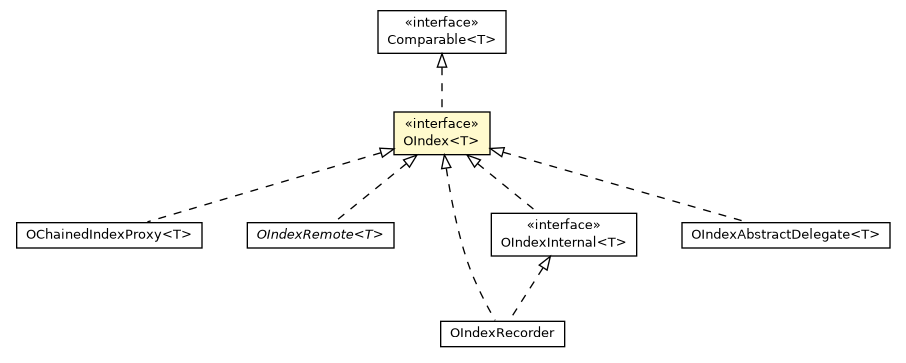 «interface»
Comparable<T>
«interface»
OIndex<T>
OChainedIndexProxy<T>
OIndexRemote<T>
«interface»
OIndexInternal<T>
OIndexAbstractDelegate<T>
OIndexRecorder